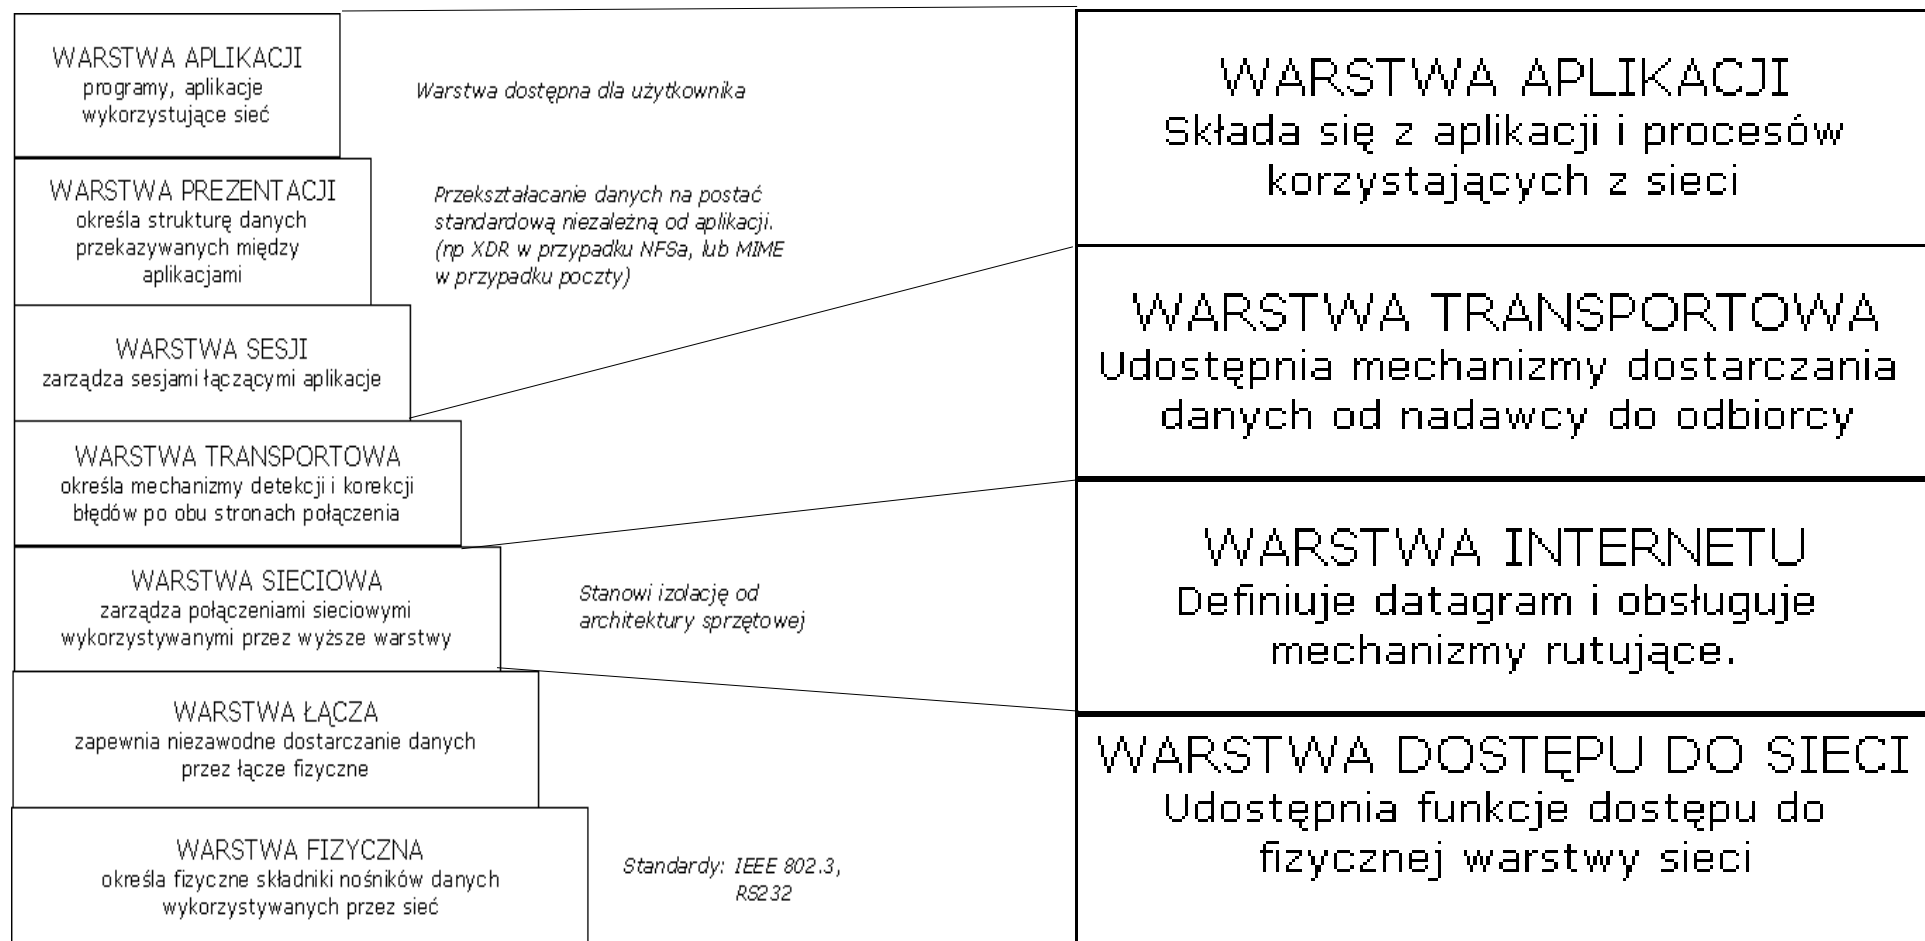 WARSTWA APLIKACJI
programy, aplikacje
wykorzystujące sieć
Warstwa dostępna dla użytkownika
WARSTWA PREZENTACJI
określa strukturę danych
przekazywanych między
aplikacjami
Przekształacanie danych na postać
standardową niezależną od aplikacji.
(np XDR w przypadku NFSa, lub MIME
w przypadku poczty)
WARSTWA SESJI
zarządza sesjami łączącymi aplikacje
WARSTWA TRANSPORTOWA
określa mechanizmy detekcji i korekcji
błędów po obu stronach połączenia
WARSTWA SIECIOWA
zarządza połączeniami sieciowymi
wykorzystywanymi przez wyższe warstwy
Stanowi izolację od
architektury sprzętowej
WARSTWA ŁĄCZA
zapewnia niezawodne dostarczanie danych
przez łącze fizyczne
WARSTWA FIZYCZNA
określa fizyczne składniki nośników danych
wykorzystywanych przez sieć
Standardy: IEEE 802.3,
RS232
WARSTWA APLIKACJI
Składa się z aplikacji i procesów
korzystających z sieci
WARSTWA TRANSPORTOWA
Udostępnia mechanizmy dostarczania
danych od nadawcy do odbiorcy
WARSTWA INTERNETU
Definiuje datagram i obsługuje
mechanizmy rutujące.
WARSTWA DOSTĘPU DO SIECI
Udostępnia funkcje dostępu do
fizycznej warstwy sieci